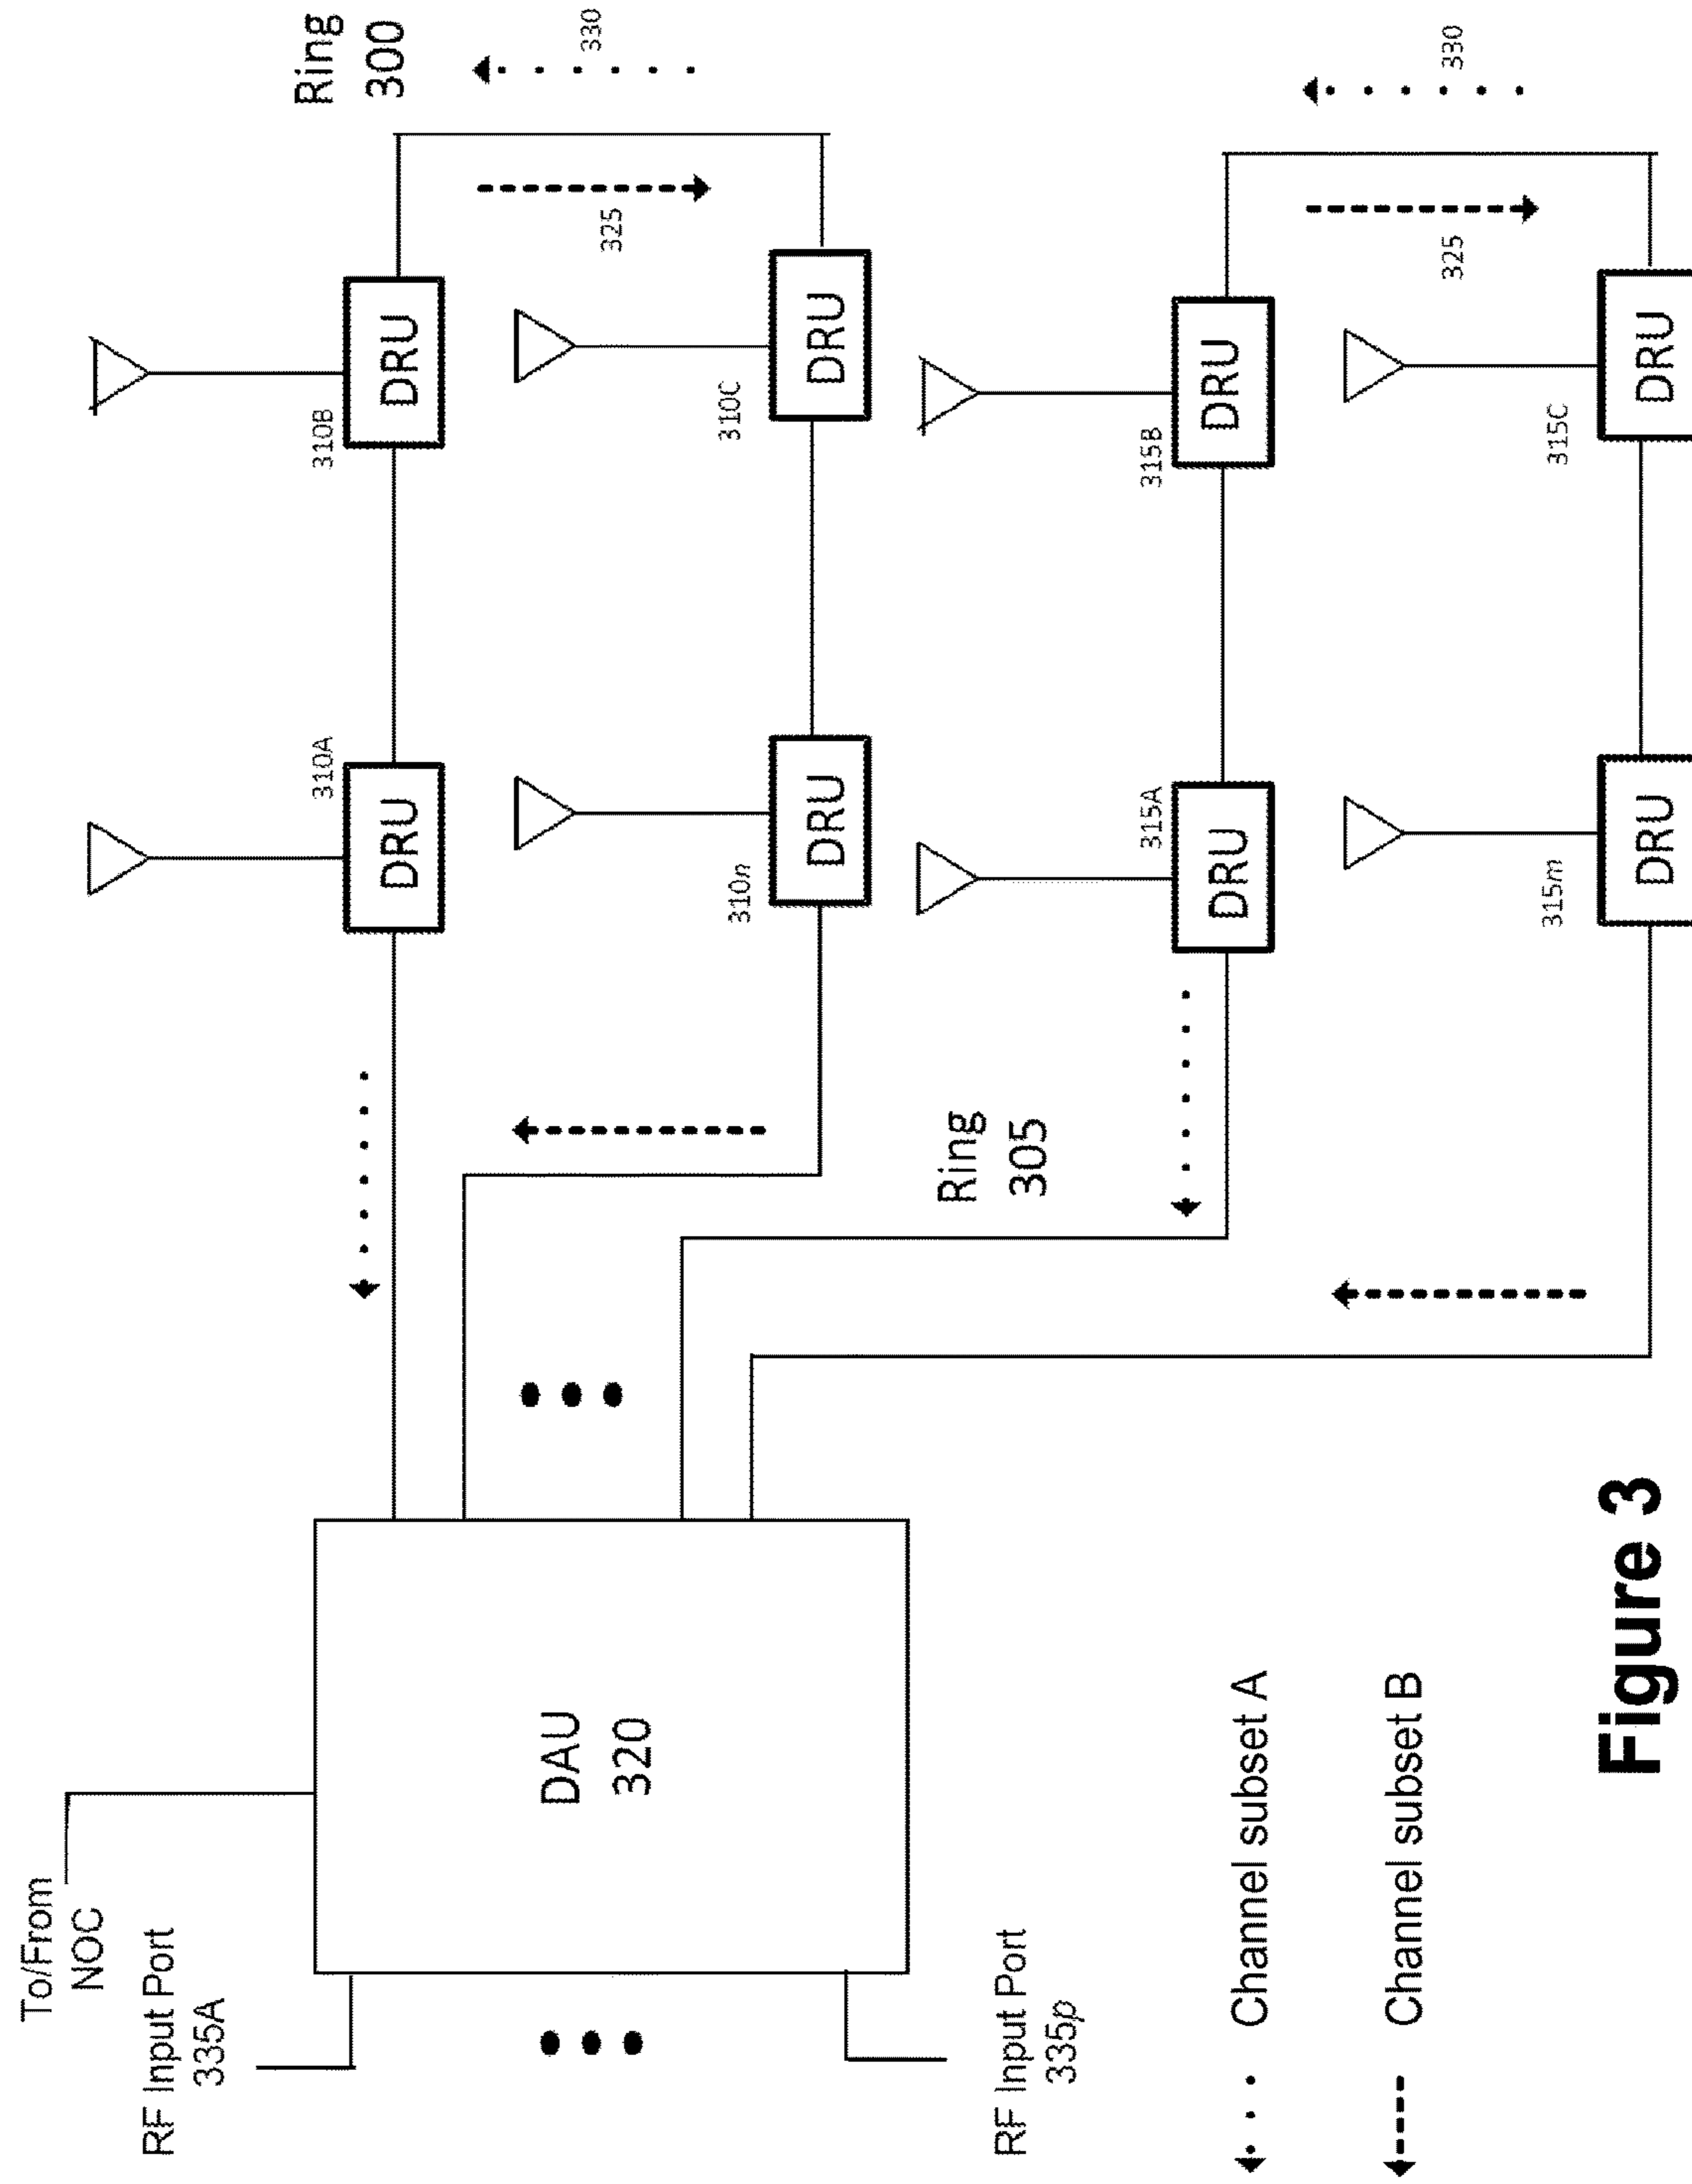 To/From
NOC
RF Input Port
335A
RF Input Port
335p
DAU
320
Ring
300
310A
DRU
310B
DRU
325
330
310n
DRU
310C
DRU
Ring
305
315A
DRU
315B
DRU
325
330
315m
DRU
315C
DRU
Channel subset A
Channel subset B
Figure 3